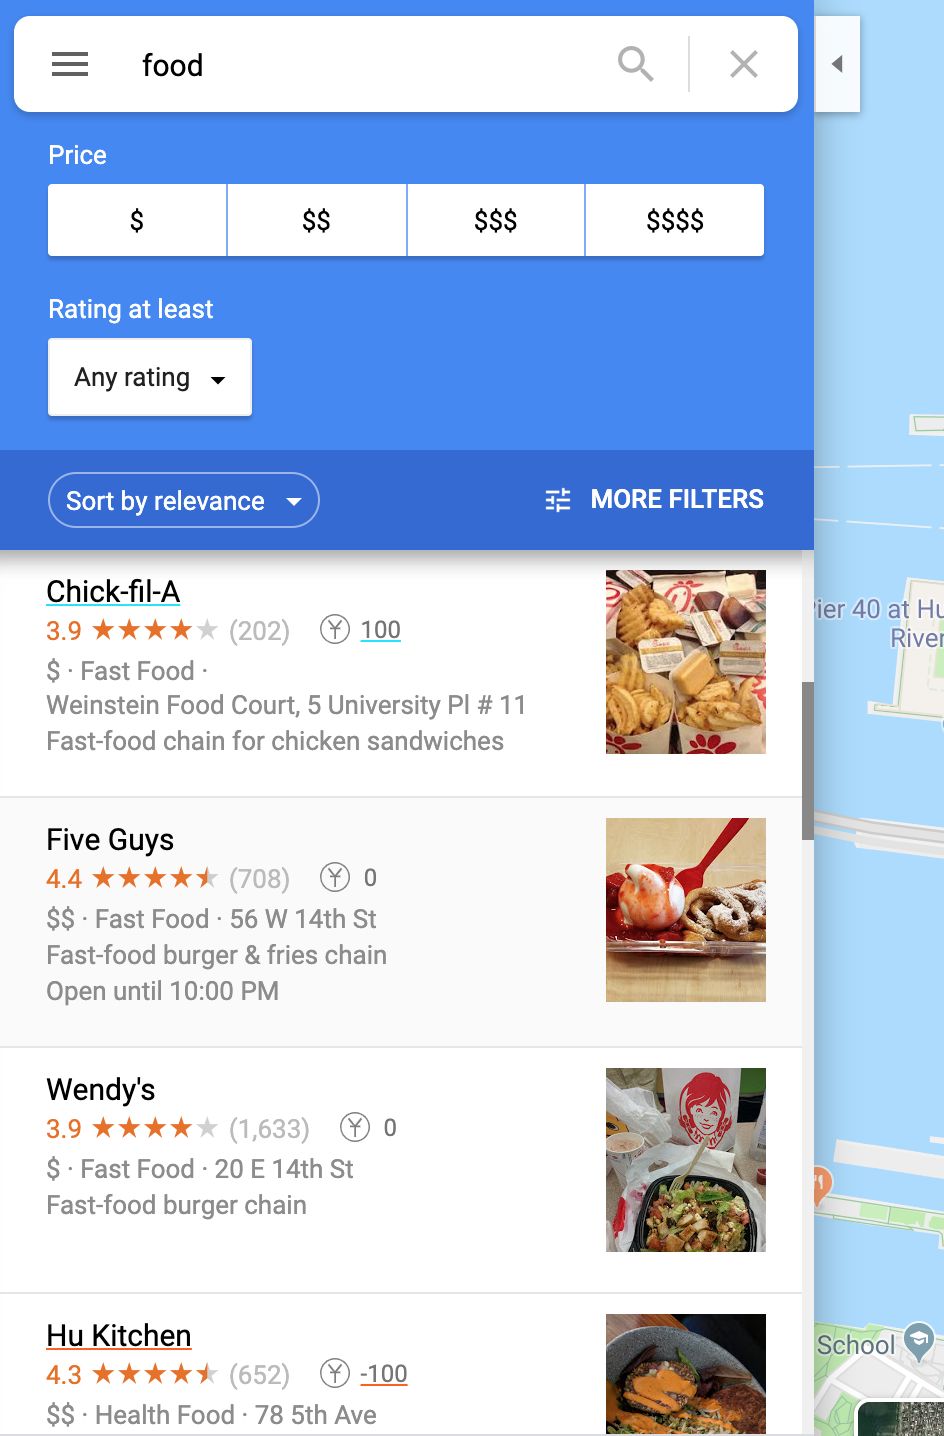 food
Price
$ $$ $$$ $$$$
Rating at least
Any rating
Sort by relevance MORE FILTERS
Chick-fil-A
3.9 (202) 100
$ · Fast Food ·
Weinstein Food Court, 5 University Pl # 11
Fast-food chain for chicken sandwiches
Five Guys
4.4 (708) 0
$$ · Fast Food · 56 W 14th St
Fast-food burger & fries chain
Open until 10:00 PM
Wendy's
3.9 (1,633) 0
$ · Fast Food · 20 E 14th St
Fast-food burger chain
Hu Kitchen
4.3 (652) -100
$$ · Health Food · 78 5th Ave
Pier 40 at Hu
River
School